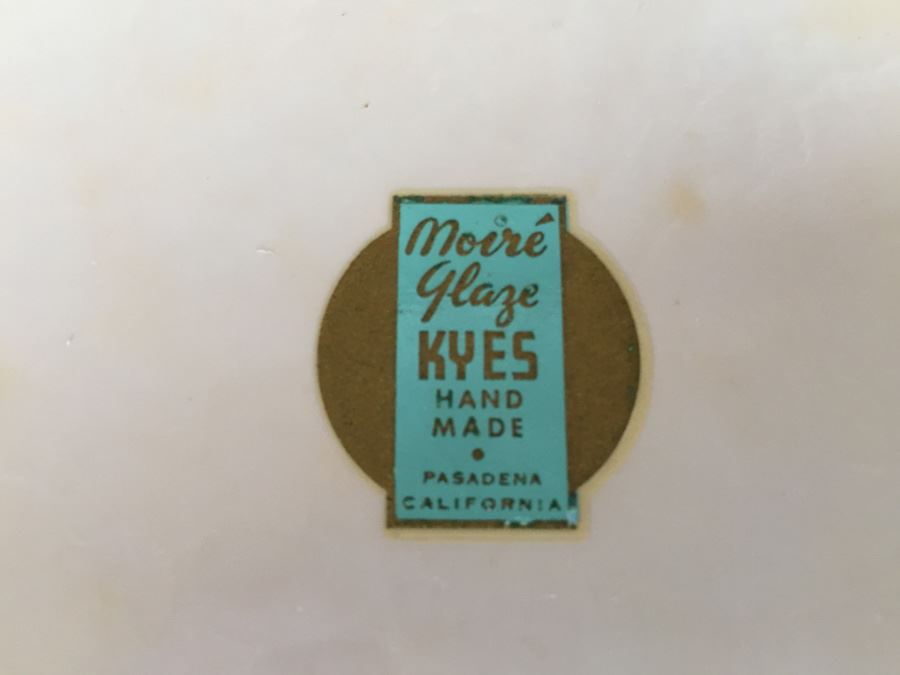 Moiré
Glaze
KYES
HAND
MADE
PASADENA
CALIFORNIA